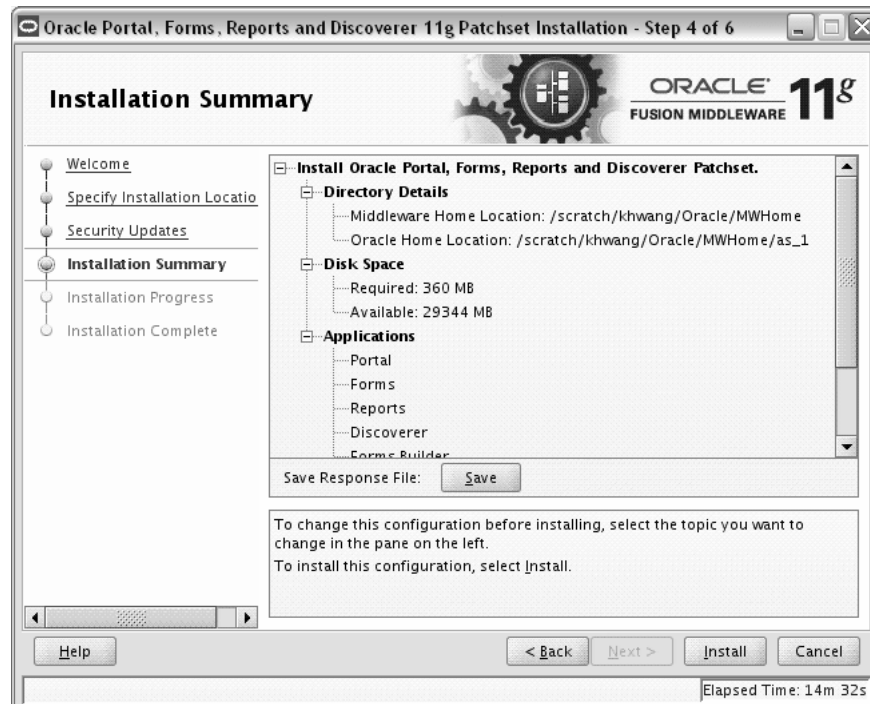 Oracle Portal, Forms, Reports and Discoverer 11g Patchset Installation - Step 4 of 6
Installation Summary
ORACLE
FUSION MIDDLEWARE
11g
Welcome
Specify Installation Locatio
Security Updates
Installation Summary
Installation Progress
Installation Complete
Install Oracle Portal, Forms, Reports and Discoverer Patchset.
Directory Details
Middleware Home Location: /scratch/khwang/Oracle/MWHome
Oracle Home Location: /scratch/khwang/Oracle/MWHome/as_1
Disk Space
Required: 360 MB
Available: 29344 MB
Applications
Portal
Forms
Reports
Discoverer
Forms Builder
Save Response File: Save
To change this configuration before installing, select the topic you want to
change in the pane on the left.
To install this configuration, select Install.
Help
< Back
Next >
Install
Cancel
Elapsed Time: 14m 32s